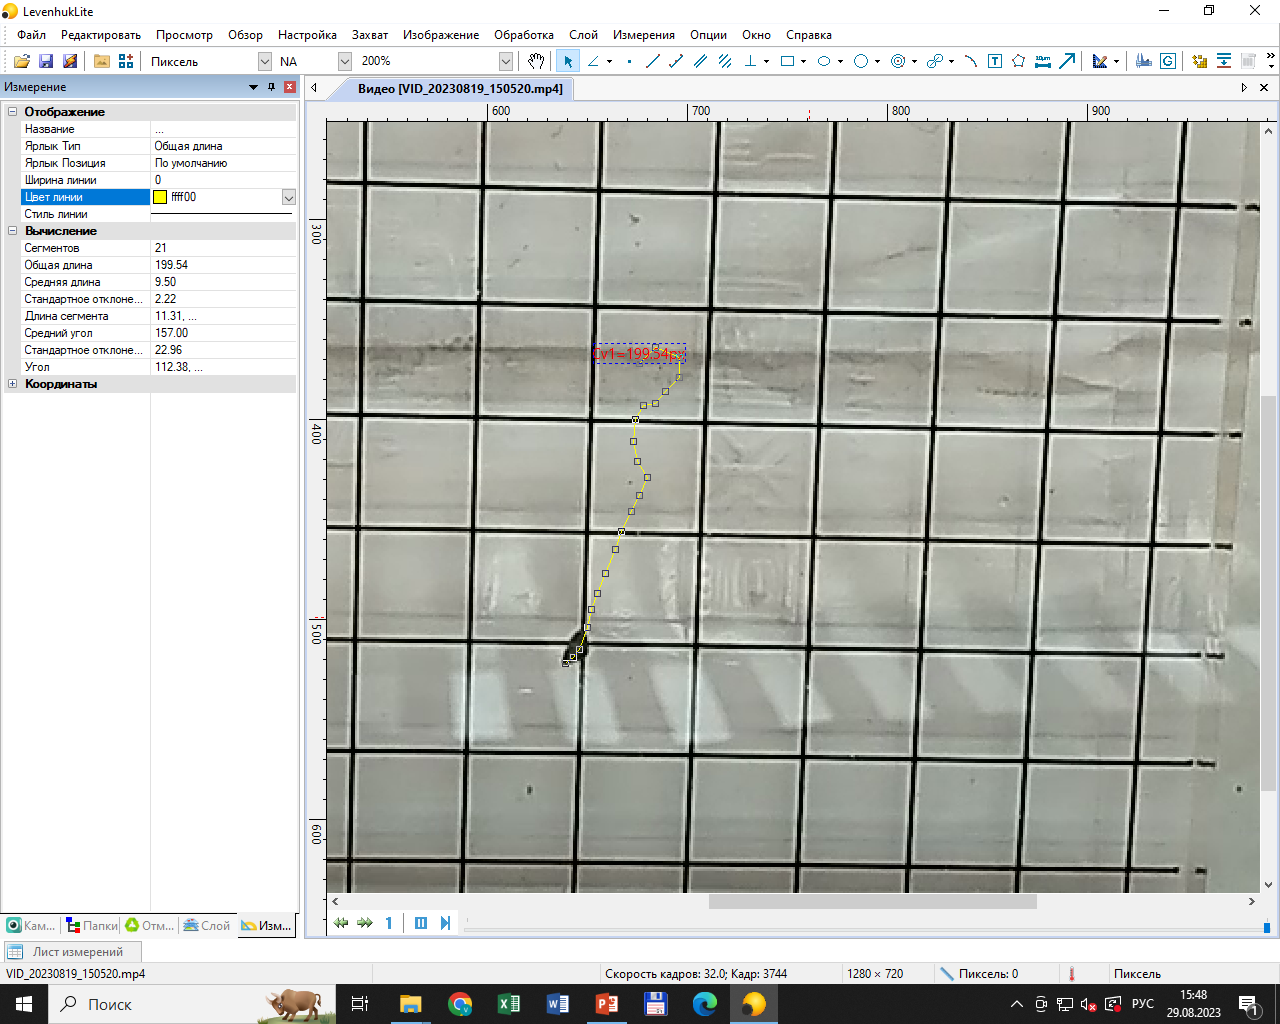 LevenhukLite
Файл Редактировать Просмотр Обзор Настройка Захват Изображение Обработка Слой Измерения Опции Окно Справка
Пиксель NA 200%
Измерение
Видео [VID_20230819_150520.mp4]
600 700 800 900
Отображение
Название ...
Ярлык Тип Общая длина
Ярлык Позиция По умолчанию
Ширина линии 0
Цвет линии ffff00
Стиль линии
Вычисление
Сегментов 21
Общая длина 199.54
Средняя длина 9.50
Стандартное отклоне... 2.22
Длина сегмента 11.31, ...
Средний угол 157.00
Стандартное отклоне... 22.96
Угол 112.38, ...
Координаты
300
400
500
600
Cv1=199.54px
1
Кам... Папки Отм... Слой Изм...
Лист измерений
VID_20230819_150520.mp4 Скорость кадров: 32.0; Кадр: 3744 1280 × 720 Пиксель: 0 Пиксель
Поиск
РУС
15:48
29.08.2023
1